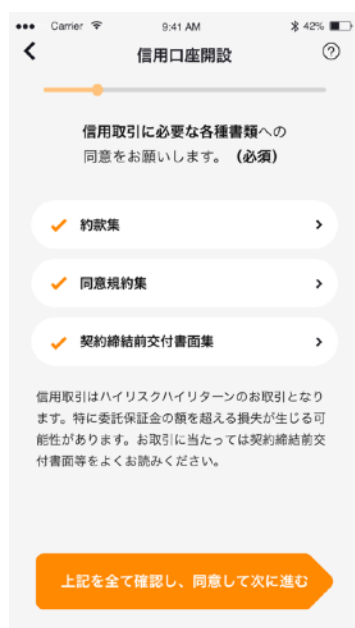 Carrier 9:41 AM 42%
信用口座開設
信用取引に必要な各種書類への
同意をお願いします。（必須）
約款集
同意規約集
契約締結前交付書面集
信用取引はハイリスクハイリターンのお取引となり
ます。特に委託保証金の額を超える損失が生じる可
能性があります。お取引に当たっては契約締結前交
付書面等をよくお読みください。
上記を全て確認し、同意して次に進む